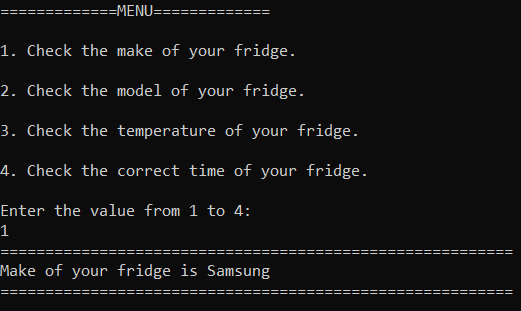 =============MENU=============
1. Check the make of your fridge.
2. Check the model of your fridge.
3. Check the temperature of your fridge.
4. Check the correct time of your fridge.
Enter the value from 1 to 4:
1
=========================================================
Make of your fridge is Samsung
=========================================================